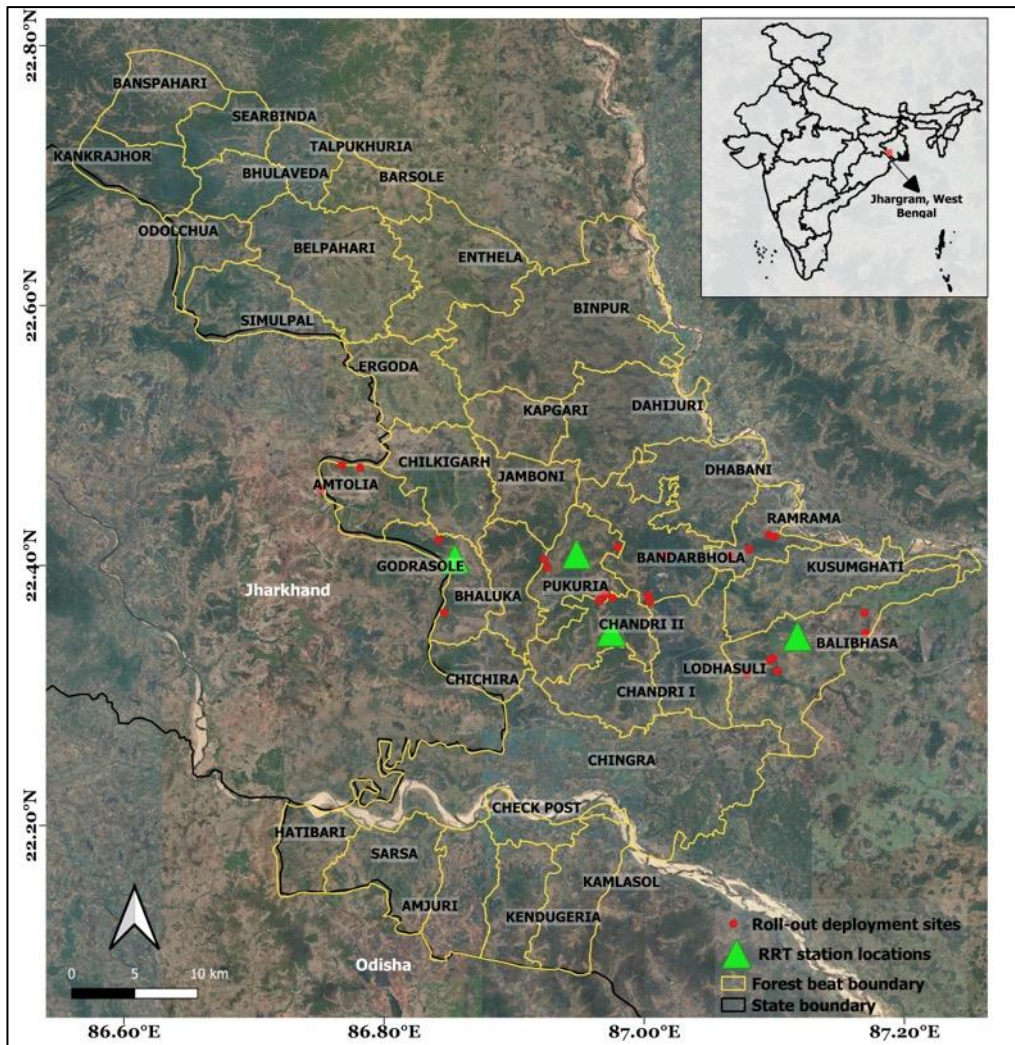 22.80°N
22.60°N
22.40°N
22.20°N
86.60°E
86.80°E
87.00°E
87.20°E
Jhargram, West
Bengal
BANSPAHARI
SEARBINDA
KANKRAJHOR
TALPUKHURIA
BHULAVEDA
BARSOLE
ODOLCHUA
BELPAHARI
ENTHELA
SIMULPAL
BINPUR
ERGODA
KAPGARI
DAHIJURI
CHILKIGARH
JAMBONI
DHABANI
AMTOLIA
RAMRAMA
GODRASOLE
BANDARBHOLA
KUSUMGHATI
PUKURIA
Jharkhand
BHALUKA
CHANDRI II
BALIBHASA
LODHASULI
CHICHIRA
CHANDRI I
CHINGRA
CHECK POST
HATIBARI
SARSA
AMJURI
KENDUGERIA
KAMLASOL
Odisha
0 5 10 km
Roll-out deployment sites
RRT station locations
Forest beat boundary
State boundary